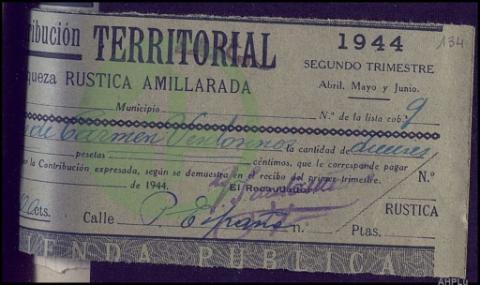 ribución TERRITORIAL
1944
134
SEGUNDO TRIMESTRE
queza RUSTICA AMILLARADA
Abril, Mayo y Junio.
Municipio
N.º de la lista cob. 9
de Carmen la cantidad de
pesetas céntimos, que le corresponde pagar
la Contribución expresada, según se demuestra en el recibo del primer trimestre.
N.º
de 1944.
El Recaudador,
RUSTICA
cts.
Calle P. España n.º
Ptas.
IENDA PUBLICA
AHPLU